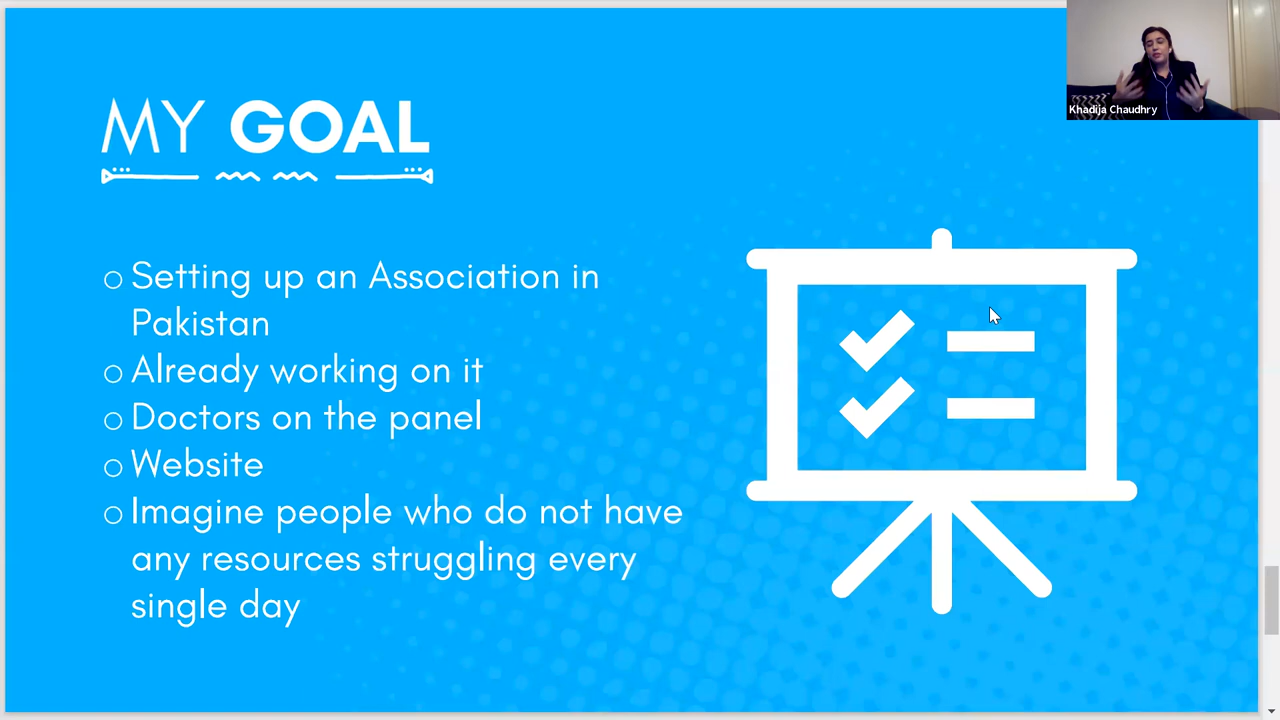 MY GOAL
Setting up an Association in
Pakistan
Already working on it
Doctors on the panel
Website
Imagine people who do not have
any resources struggling every
single day
Khadija Chaudhry